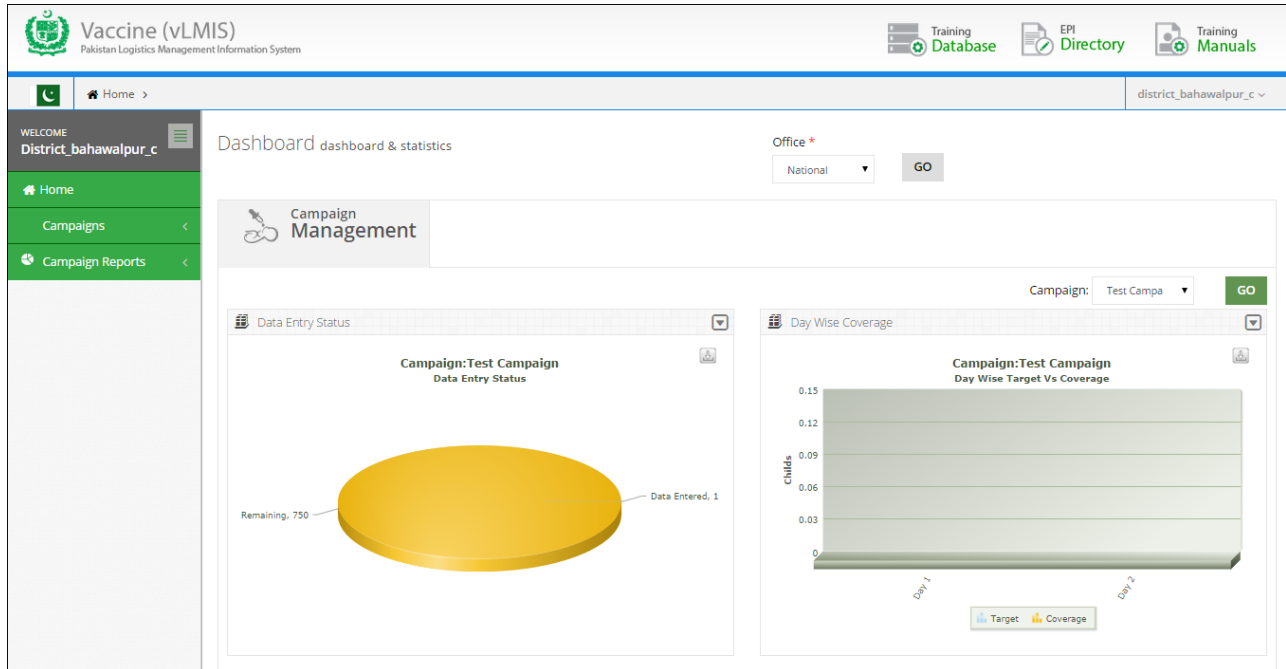 Vaccine (vLMIS)
Pakistan Logistics Management Information System
Training
Database
EPI
Directory
Training
Manuals
Home >
district_bahawalpur_c
WELCOME
District_bahawalpur_c
Home
Campaigns
Campaign Reports
Dashboard dashboard & statistics
Office *
National
GO
Campaign
Management
Campaign: Test Campa GO
Data Entry Status
Campaign:Test Campaign
Data Entry Status
Remaining, 750
Data Entered, 1
Day Wise Coverage
Campaign:Test Campaign
Day Wise Target Vs Coverage
Childs
0.15
0.12
0.09
0.06
0.03
0
Day 1
Day 2
Target Coverage